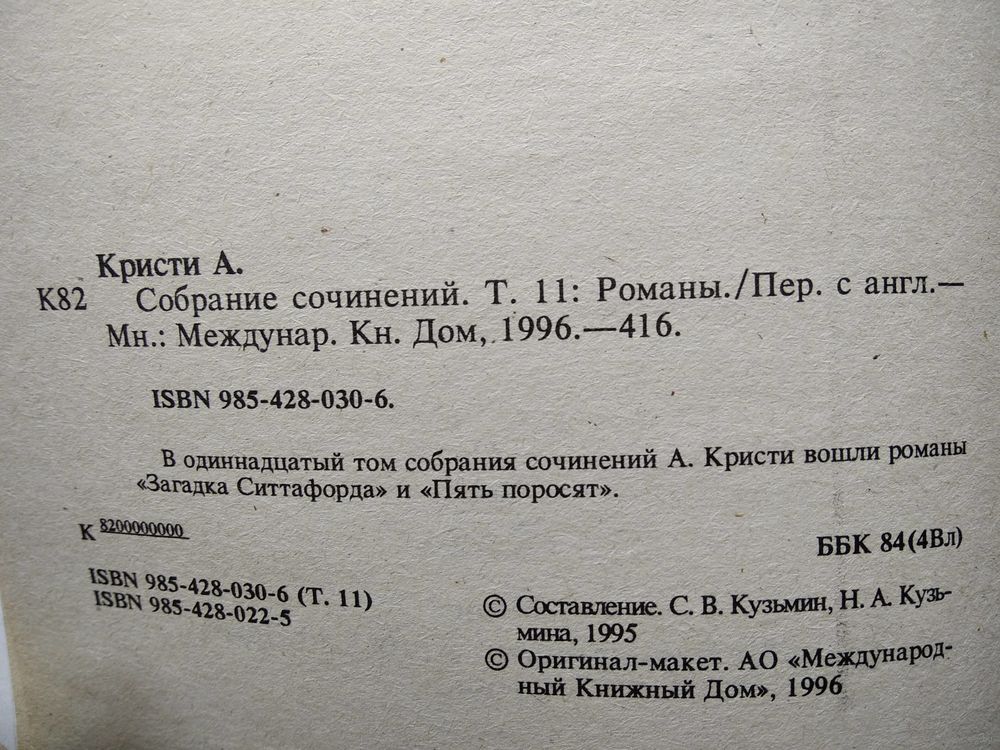 Кристи А.
К82 Собрание сочинений. Т. 11: Романы./Пер. с англ.—
Мн.: Междунар. Кн. Дом, 1996.—416.
ISBN 985-428-030-6.
В одиннадцатый том собрания сочинений А. Кристи вошли романы
«Загадка Ситтафорда» и «Пять поросят».
К 8200000000
ББК 84(4Вл)
ISBN 985-428-030-6 (Т. 11)
ISBN 985-428-022-5
© Составление. С. В. Кузьмин, Н. А. Кузь-
мина, 1995
© Оригинал-макет. АО «Международ-
ный Книжный Дом», 1996